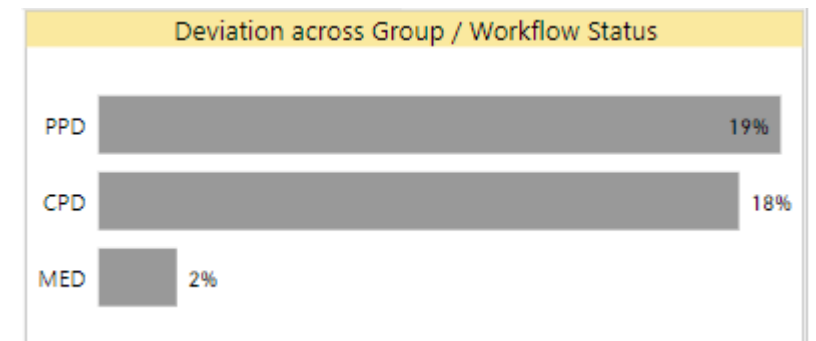 Deviation across Group / Workflow Status
PPD 19%
CPD 18%
MED 2%